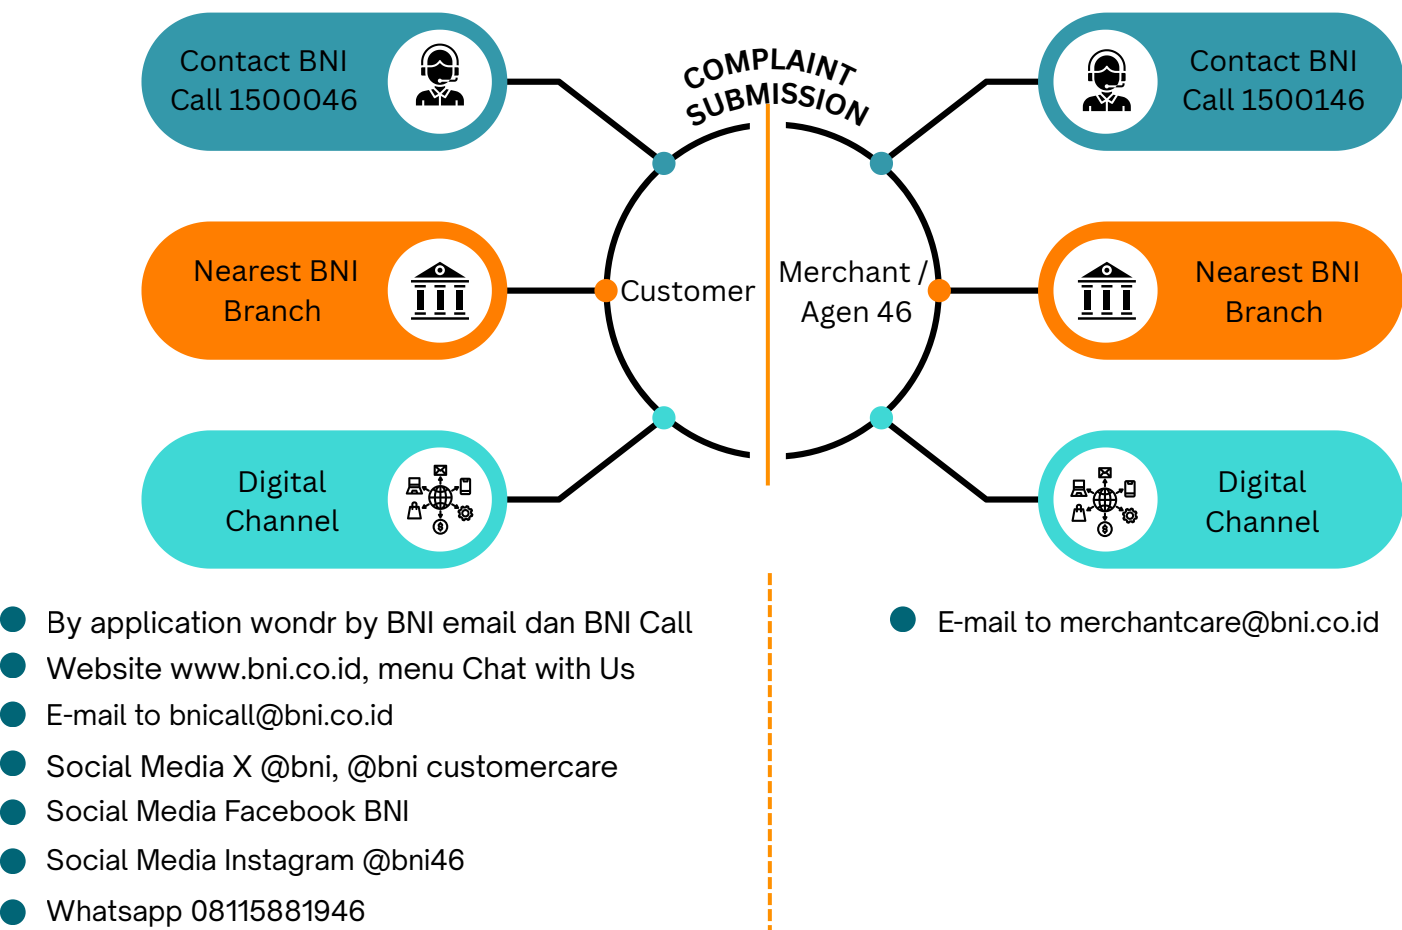 COMPLAINT
SUBMISSION
Contact BNI
Call 1500046
Nearest BNI
Branch
Digital
Channel
Customer
Merchant /
Agen 46
Contact BNI
Call 1500146
Nearest BNI
Branch
Digital
Channel
By application wondr by BNI email dan BNI Call
Website www.bni.co.id, menu Chat with Us
E-mail to bnicall@bni.co.id
Social Media X @bni, @bni customercare
Social Media Facebook BNI
Social Media Instagram @bni46
Whatsapp 08115881946
E-mail to merchantcare@bni.co.id